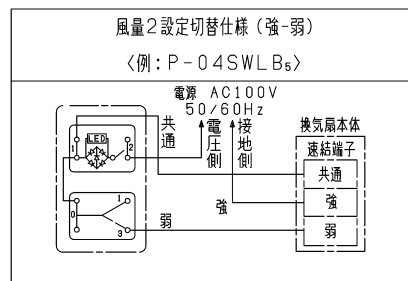 風量2設定切替仕様(強-弱)
〈例:P-04SWLB₅〉
電源 AC100V
50/60Hz
共通
電圧側
接地側
換気扇本体
速結端子
LED
1
2
共通
強
強
0
1
3
弱
弱